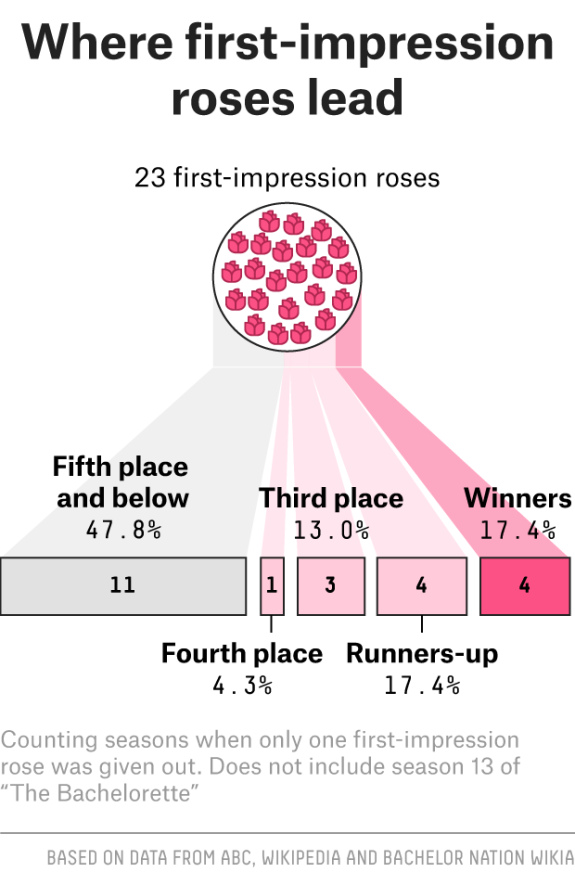 Where first-impression
roses lead
23 first-impression roses
Fifth place
and below
47.8%
Third place
13.0%
Winners
17.4%
11
1
3
4
4
Fourth place
4.3%
Runners-up
17.4%
Counting seasons when only one first-impression
rose was given out. Does not include season 13 of
“The Bachelorette”
BASED ON DATA FROM ABC, WIKIPEDIA AND BACHELOR NATION WIKIA